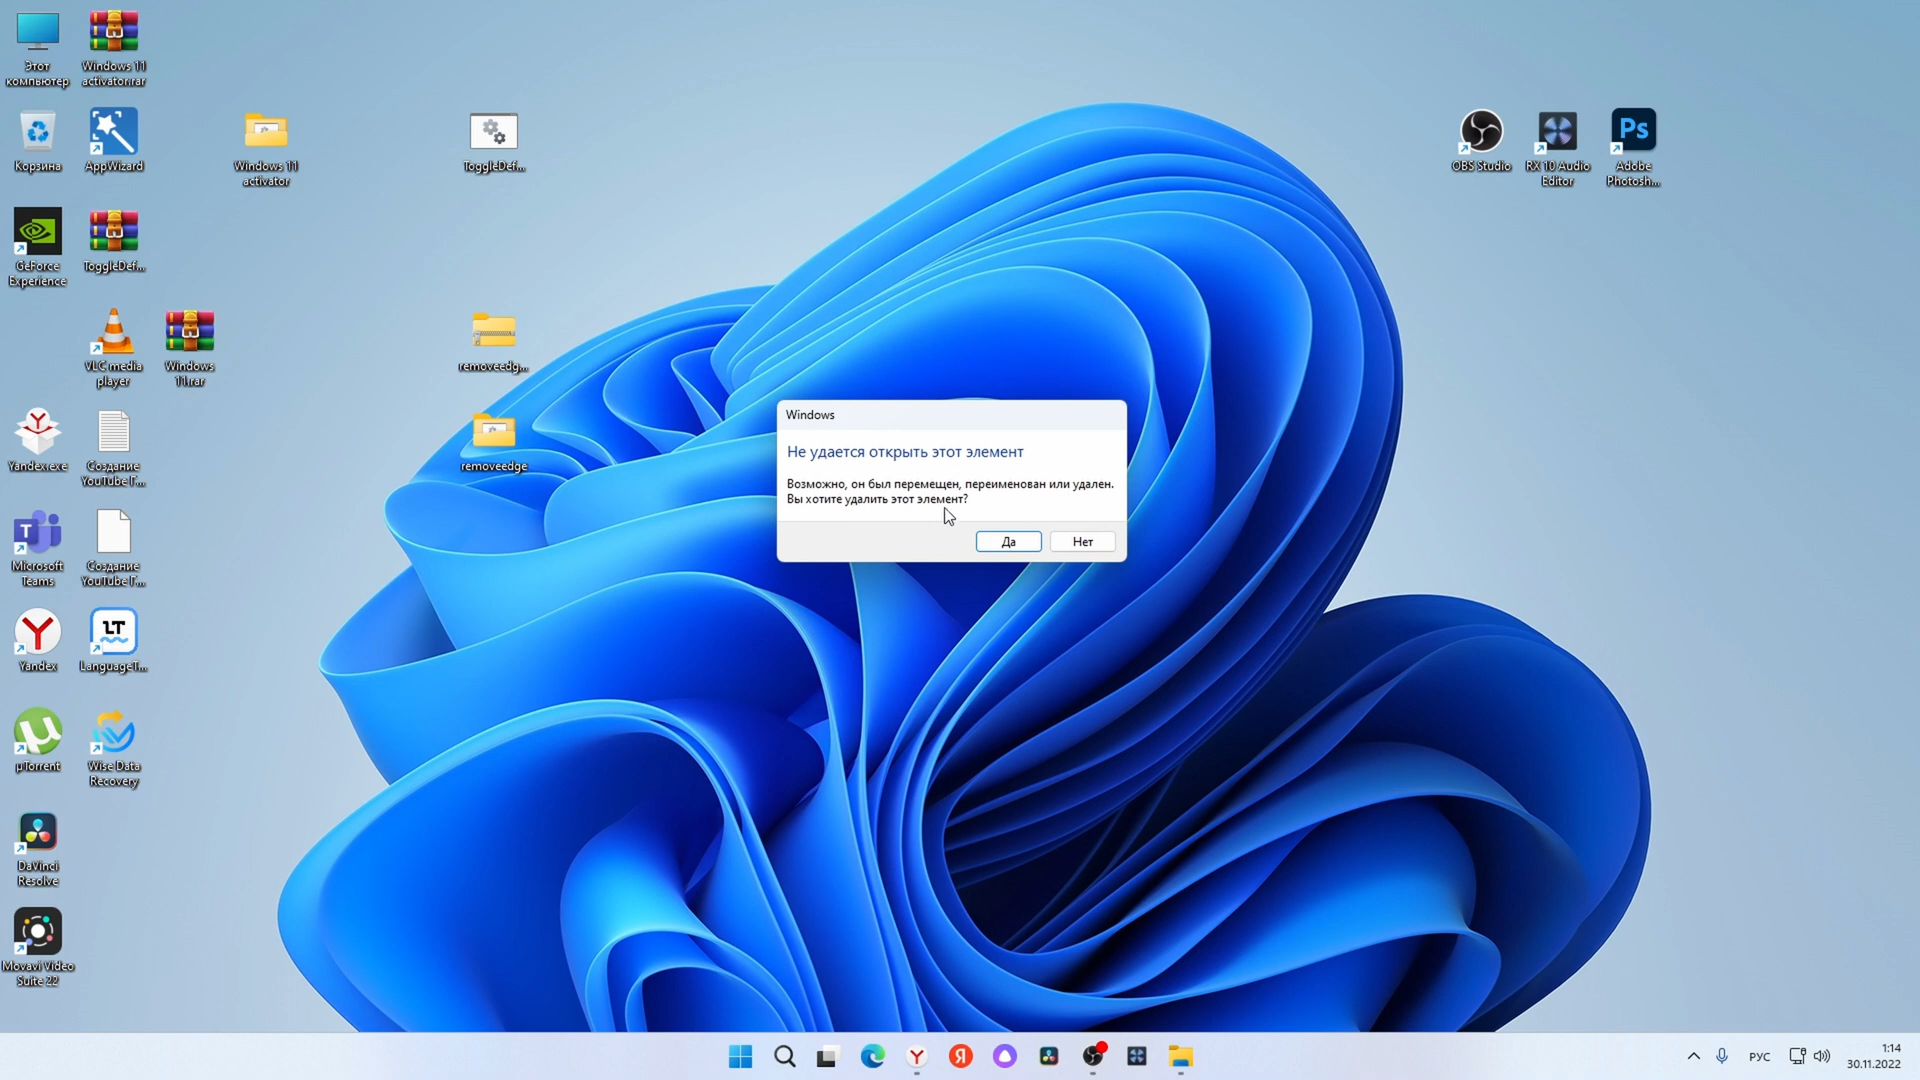 Этот
компьютер
Windows 11
activator.rar
Корзина
AppWizard
Windows 11
activator
ToggleDef...
OBS Studio
RX 10 Audio
Editor
Ps
Adobe
Photosh...
GeForce
Experience
ToggleDef...
VLC media
player
Windows
11.rar
removeedg...
Yandex.exe
Создание
YouTube Г...
removeedge
Windows
Не удается открыть этот элемент
Возможно, он был перемещен, переименован или удален.
Вы хотите удалить этот элемент?
Да
Нет
Microsoft
Teams
Создание
YouTube Г...
Yandex
LT
LanguageT...
µTorrent
Wise Data
Recovery
DaVinci
Resolve
Movavi Video
Suite 22
РУС
1:14
30.11.2022